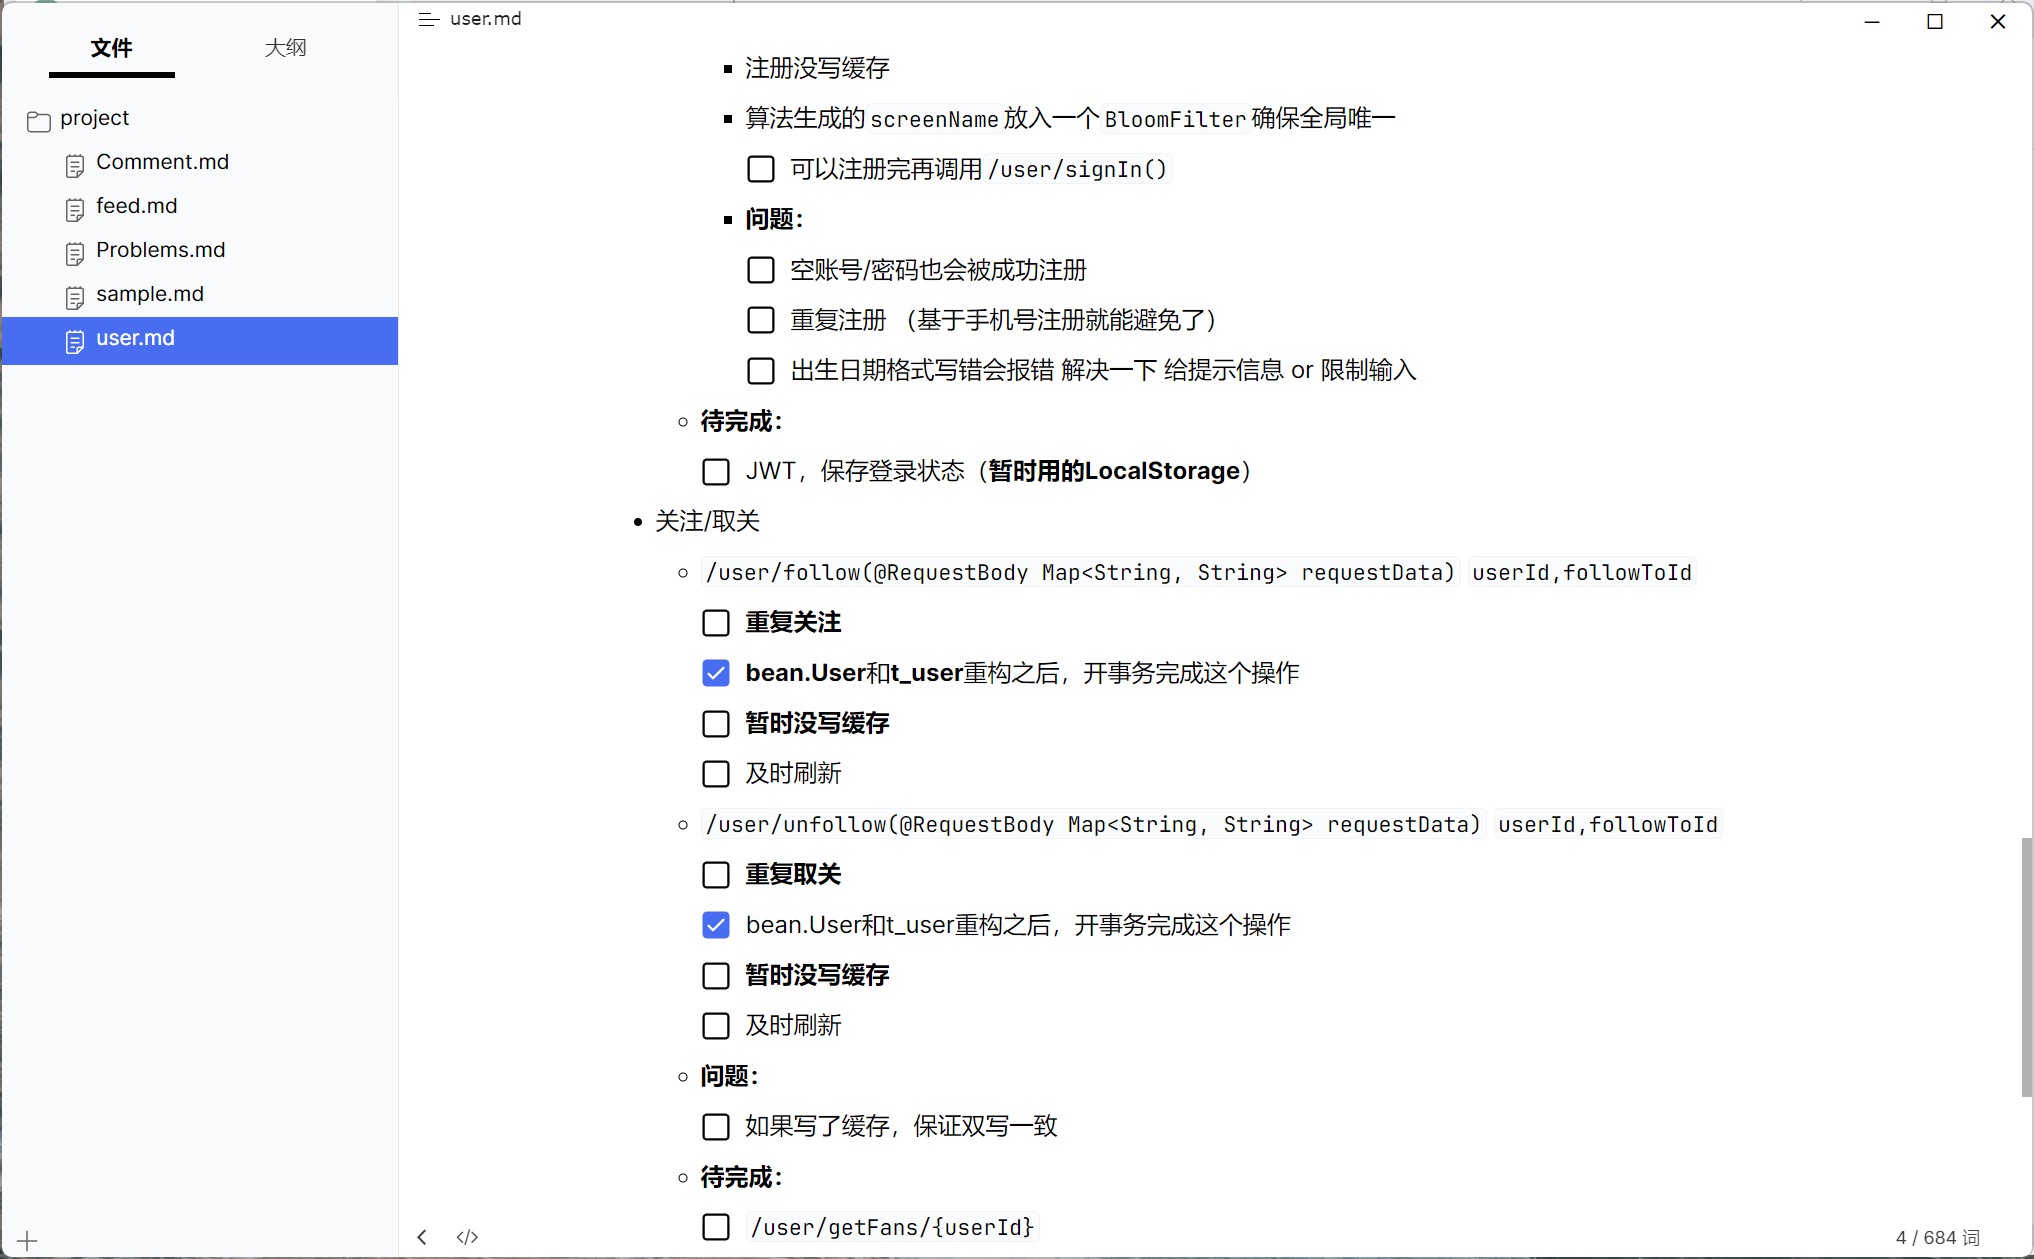 文件
大纲
project
Comment.md
feed.md
Problems.md
sample.md
user.md
user.md
注册没写缓存
算法生成的 screenName 放入一个 BloomFilter 确保全局唯一
可以注册完再调用 /user/signIn()
问题：
空账号/密码也会被成功注册
重复注册 （基于手机号注册就能避免了）
出生日期格式写错会报错 解决一下 给提示信息 or 限制输入
待完成：
JWT，保存登录状态（暂时用的LocalStorage）
关注/取关
/user/follow(@RequestBody Map<String, String> requestData) userId,followToId
重复关注
bean.User和t_user重构之后，开事务完成这个操作
暂时没写缓存
及时刷新
/user/unfollow(@RequestBody Map<String, String> requestData) userId,followToId
重复取关
bean.User和t_user重构之后，开事务完成这个操作
暂时没写缓存
及时刷新
问题：
如果写了缓存，保证双写一致
待完成：
/user/getFans/{userId}
4 / 684 词